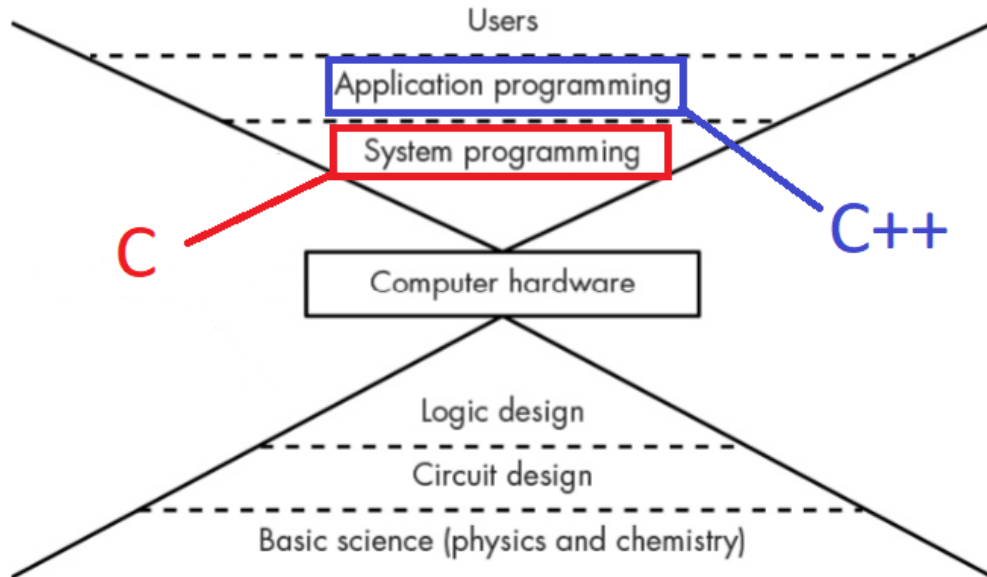 Users
Application programming
System programming
C
C++
Computer hardware
Logic design
Circuit design
Basic science (physics and chemistry)